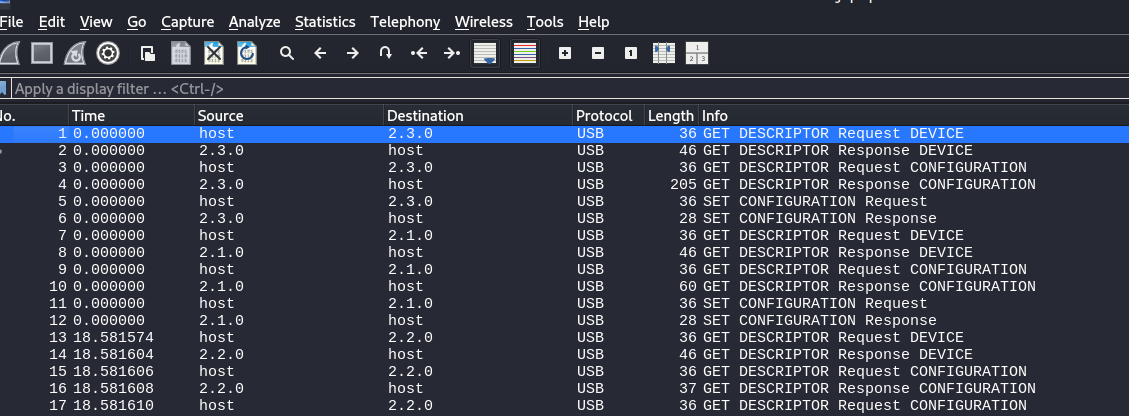 File Edit View Go Capture Analyze Statistics Telephony Wireless Tools Help
Apply a display filter … <Ctrl-/>
No. Time Source Destination Protocol Length Info
1 0.000000 host 2.3.0 USB 36 GET DESCRIPTOR Request DEVICE
2 0.000000 2.3.0 host USB 46 GET DESCRIPTOR Response DEVICE
3 0.000000 host 2.3.0 USB 36 GET DESCRIPTOR Request CONFIGURATION
4 0.000000 2.3.0 host USB 205 GET DESCRIPTOR Response CONFIGURATION
5 0.000000 host 2.3.0 USB 36 SET CONFIGURATION Request
6 0.000000 2.3.0 host USB 28 SET CONFIGURATION Response
7 0.000000 host 2.1.0 USB 36 GET DESCRIPTOR Request DEVICE
8 0.000000 2.1.0 host USB 46 GET DESCRIPTOR Response DEVICE
9 0.000000 host 2.1.0 USB 36 GET DESCRIPTOR Request CONFIGURATION
10 0.000000 2.1.0 host USB 60 GET DESCRIPTOR Response CONFIGURATION
11 0.000000 host 2.1.0 USB 36 SET CONFIGURATION Request
12 0.000000 2.1.0 host USB 28 SET CONFIGURATION Response
13 18.581574 host 2.2.0 USB 36 GET DESCRIPTOR Request DEVICE
14 18.581604 2.2.0 host USB 46 GET DESCRIPTOR Response DEVICE
15 18.581606 host 2.2.0 USB 36 GET DESCRIPTOR Request CONFIGURATION
16 18.581608 2.2.0 host USB 37 GET DESCRIPTOR Response CONFIGURATION
17 18.581610 host 2.2.0 USB 36 GET DESCRIPTOR Request CONFIGURATION